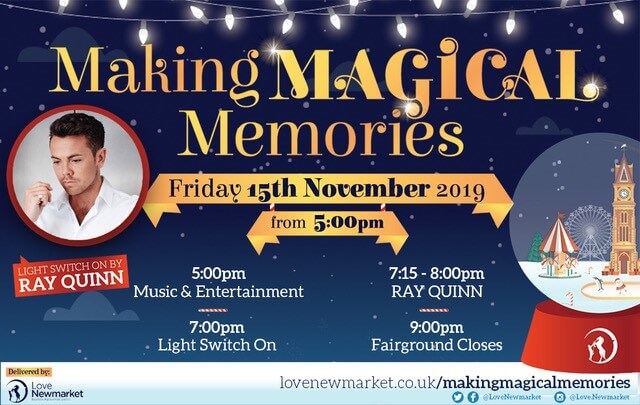 Making MAGICAL
Memories
Friday 15th November 2019
from 5:00pm
LIGHT SWITCH ON BY
RAY QUINN
5:00pm
Music & Entertainment
7:00pm
Light Switch On
7:15 - 8:00pm
RAY QUINN
9:00pm
Fairground Closes
Delivered by:
Love
Newmarket
lovenewmarket.co.uk/makingmagicalmemories
@LoveNewmarket
@Love.Newmarket